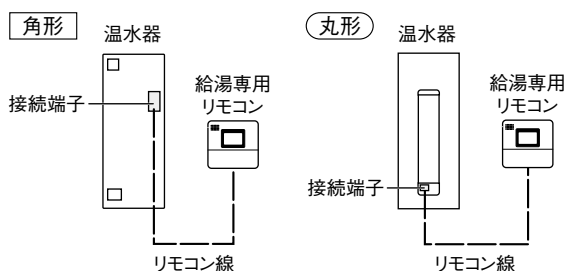 角形
温水器
給湯専用
リモコン
接続端子
リモコン線
丸形
温水器
給湯専用
リモコン
接続端子
リモコン線